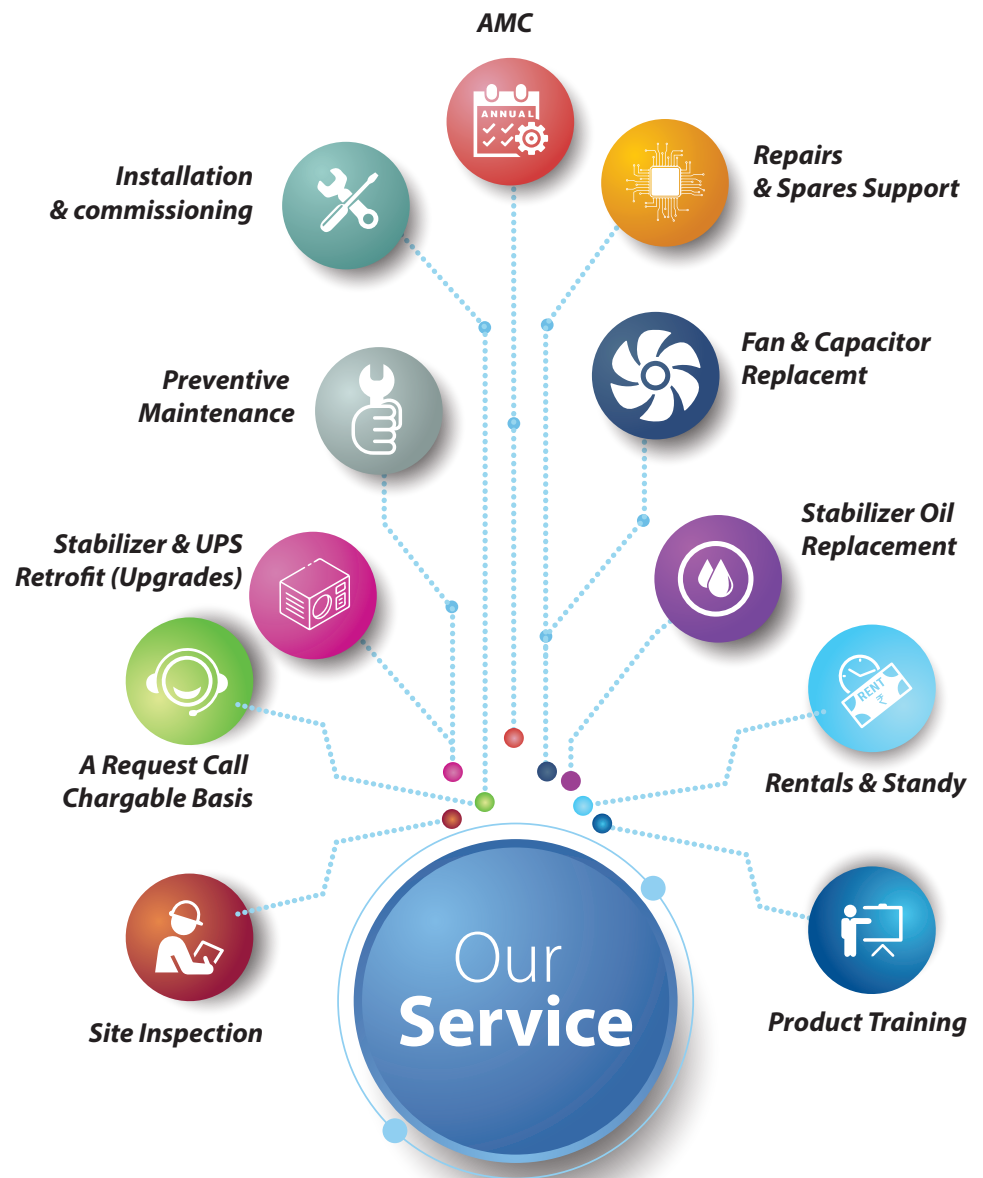 AMC
ANNUAL
Installation
& commissioning
Repairs
& Spares Support
Preventive
Maintenance
Fan & Capacitor
Replacemt
Stabilizer & UPS
Retrofit (Upgrades)
Stabilizer Oil
Replacement
A Request Call
Chargable Basis
RENT
₹
Rentals & Standy
Site Inspection
Product Training
Our
Service